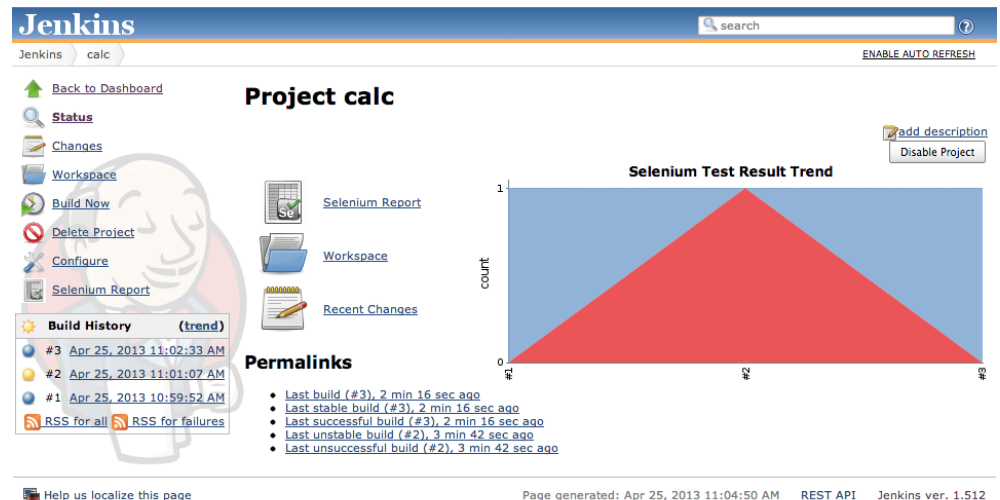 Jenkins
search
Jenkins calc
ENABLE AUTO REFRESH
Back to Dashboard
Status
Changes
Workspace
Build Now
Delete Project
Configure
Selenium Report
Build History (trend)
#3 Apr 25, 2013 11:02:33 AM
#2 Apr 25, 2013 11:01:07 AM
#1 Apr 25, 2013 10:59:52 AM
RSS for all RSS for failures
Project calc
add description
Disable Project
Selenium Report
Workspace
Recent Changes
Selenium Test Result Trend
1
count
0
#1 #2 #3
Permalinks
Last build (#3), 2 min 16 sec ago
Last stable build (#3), 2 min 16 sec ago
Last successful build (#3), 2 min 16 sec ago
Last unstable build (#2), 3 min 42 sec ago
Last unsuccessful build (#2), 3 min 42 sec ago
Help us localize this page
Page generated: Apr 25, 2013 11:04:50 AM REST API Jenkins ver. 1.512